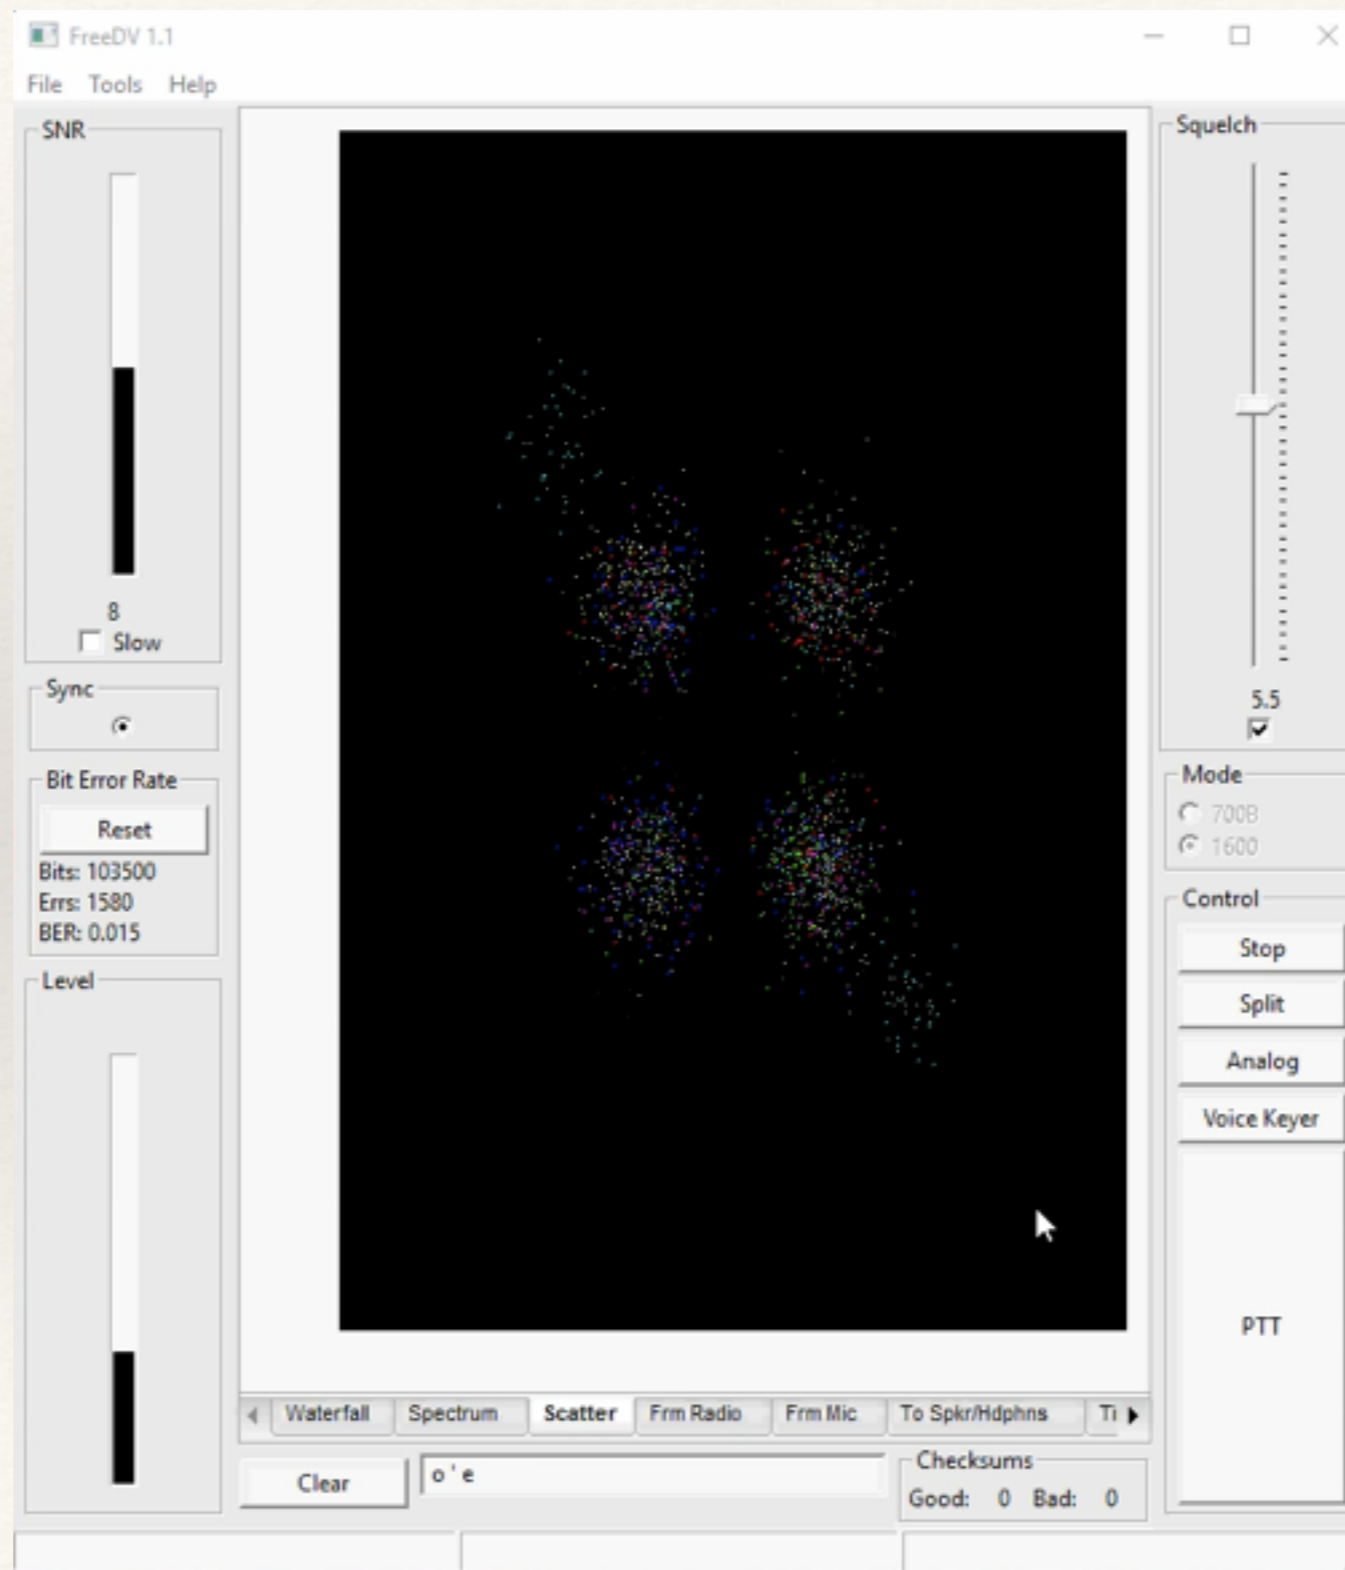 FreeDV 1.1
File Tools Help
SNR
8
Slow
Sync
Bit Error Rate
Reset
Bits: 103500
Errs: 1580
BER: 0.015
Level
Waterfall Spectrum Scatter Frm Radio Frm Mic To Spkr/Hdphns Ti
Clear
o ' e
Checksums
Good: 0 Bad: 0
Squelch
5.5
Mode
700B
1600
Control
Stop
Split
Analog
Voice Keyer
PTT